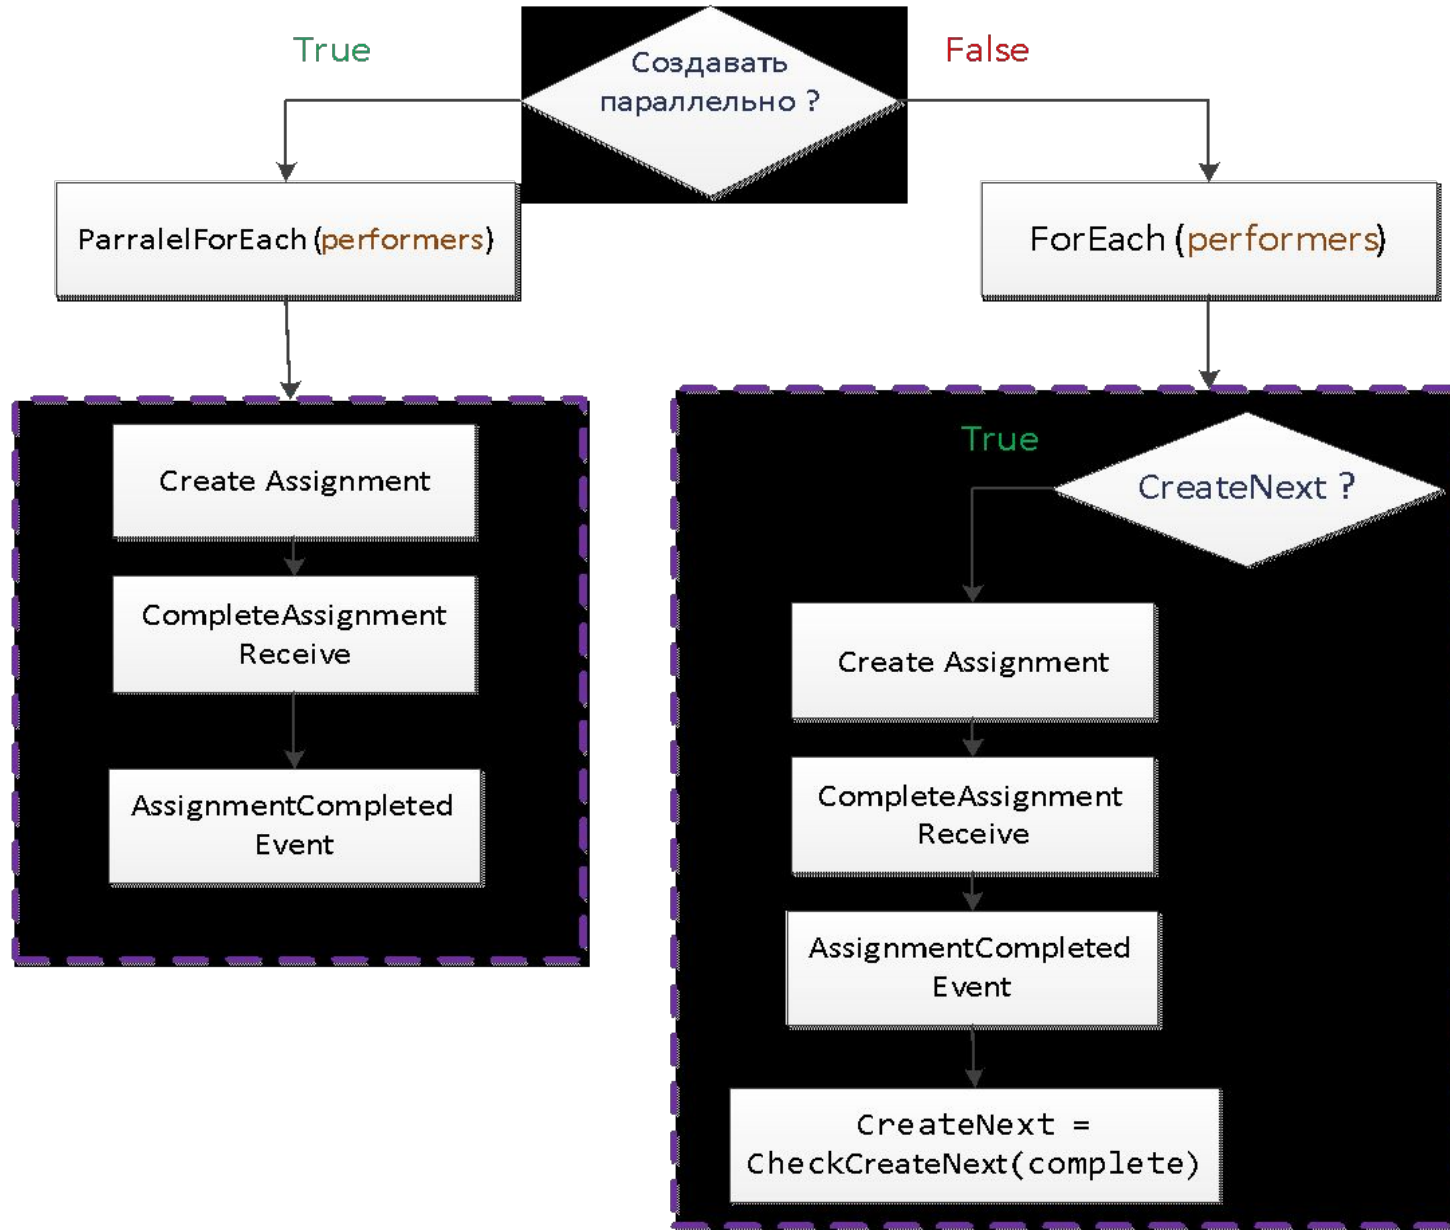 True
Создавать
параллельно ?
False
ParralelForEach (performers)
ForEach (performers)
Create Assignment
CompleteAssignment
Receive
AssignmentCompleted
Event
True
CreateNext ?
Create Assignment
CompleteAssignment
Receive
AssignmentCompleted
Event
CreateNext =
CheckCreateNext(complete)